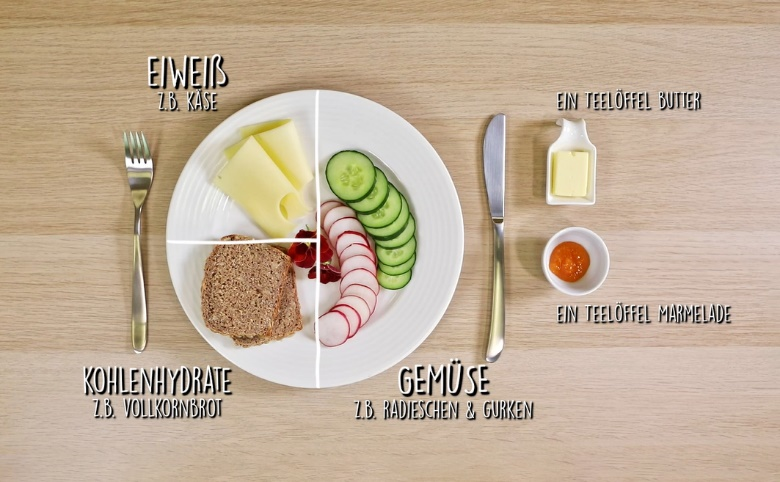 EIWEIß
Z.B. KÄSE
EIN TEELÖFFEL BUTTER
EIN TEELÖFFEL MARMELADE
KOHLENHYDRATE
Z.B. VOLLKORNBROT
GEMÜSE
Z.B. RADIESCHEN & GURKEN